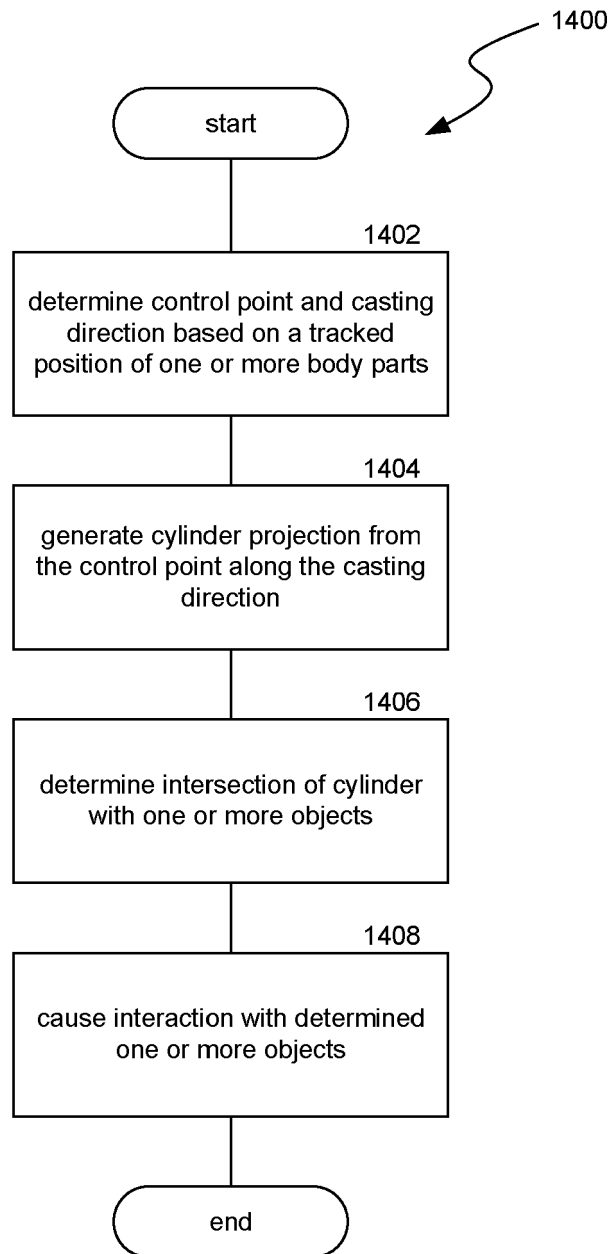 1400
start
1402
determine control point and casting
direction based on a tracked
position of one or more body parts
1404
generate cylinder projection from
the control point along the casting
direction
1406
determine intersection of cylinder
with one or more objects
1408
cause interaction with determined
one or more objects
end